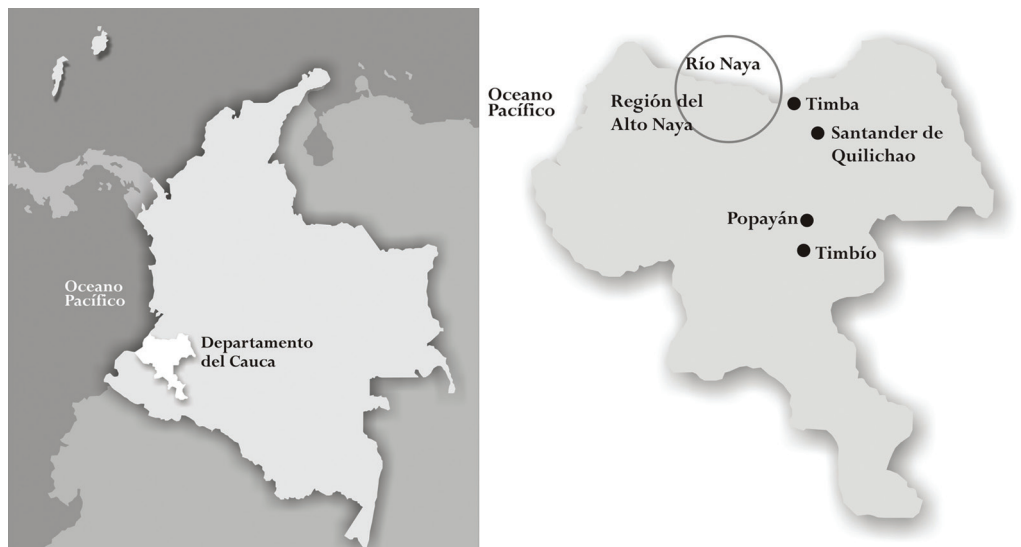 Oceano
Pacífico
Departamento
del Cauca
Oceano
Pacífico
Río Naya
Región del
Alto Naya
Timba
Santander de
Quilichao
Popayán
Timbío